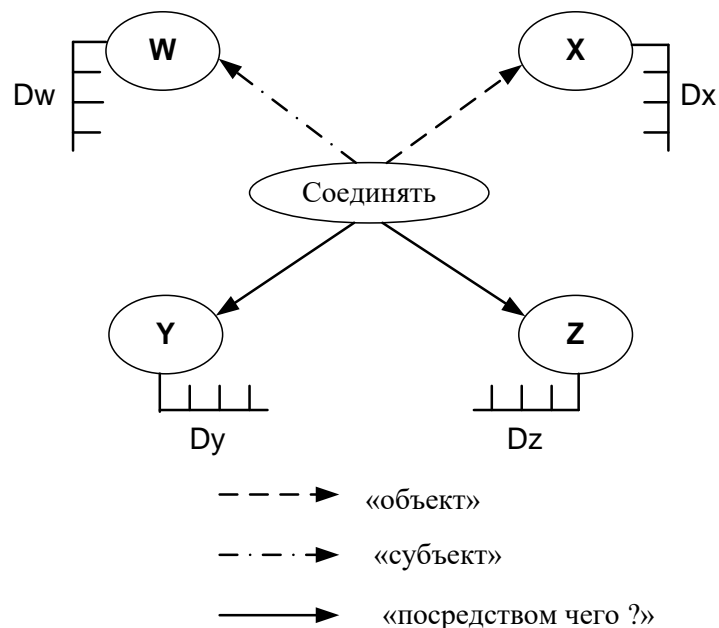 W
X
Dw
Dx
Соединять
Y
Z
Dy
Dz
«объект»
«субъект»
«посредством чего ?»